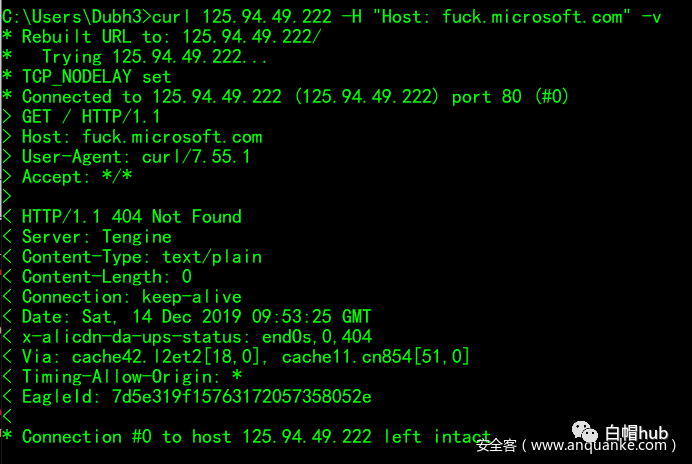 C:\Users\Dubh3>curl 125.94.49.222 -H "Host: fuck.microsoft.com" -v
* Rebuilt URL to: 125.94.49.222/
*   Trying 125.94.49.222...
* TCP_NODELAY set
* Connected to 125.94.49.222 (125.94.49.222) port 80 (#0)
> GET / HTTP/1.1
> Host: fuck.microsoft.com
> User-Agent: curl/7.55.1
> Accept: */*
>
< HTTP/1.1 404 Not Found
< Server: Tengine
< Content-Type: text/plain
< Content-Length: 0
< Connection: keep-alive
< Date: Sat, 14 Dec 2019 09:53:25 GMT
< x-alicdn-da-ups-status: endOs,0,404
< Via: cache42.l2et2[18,0], cache11.cn854[51,0]
< Timing-Allow-Origin: *
< EagleId: 7d5e319f15763172057358052e
<
* Connection #0 to host 125.94.49.222 left intact
白帽hub
安全客（www.anquanke.com）